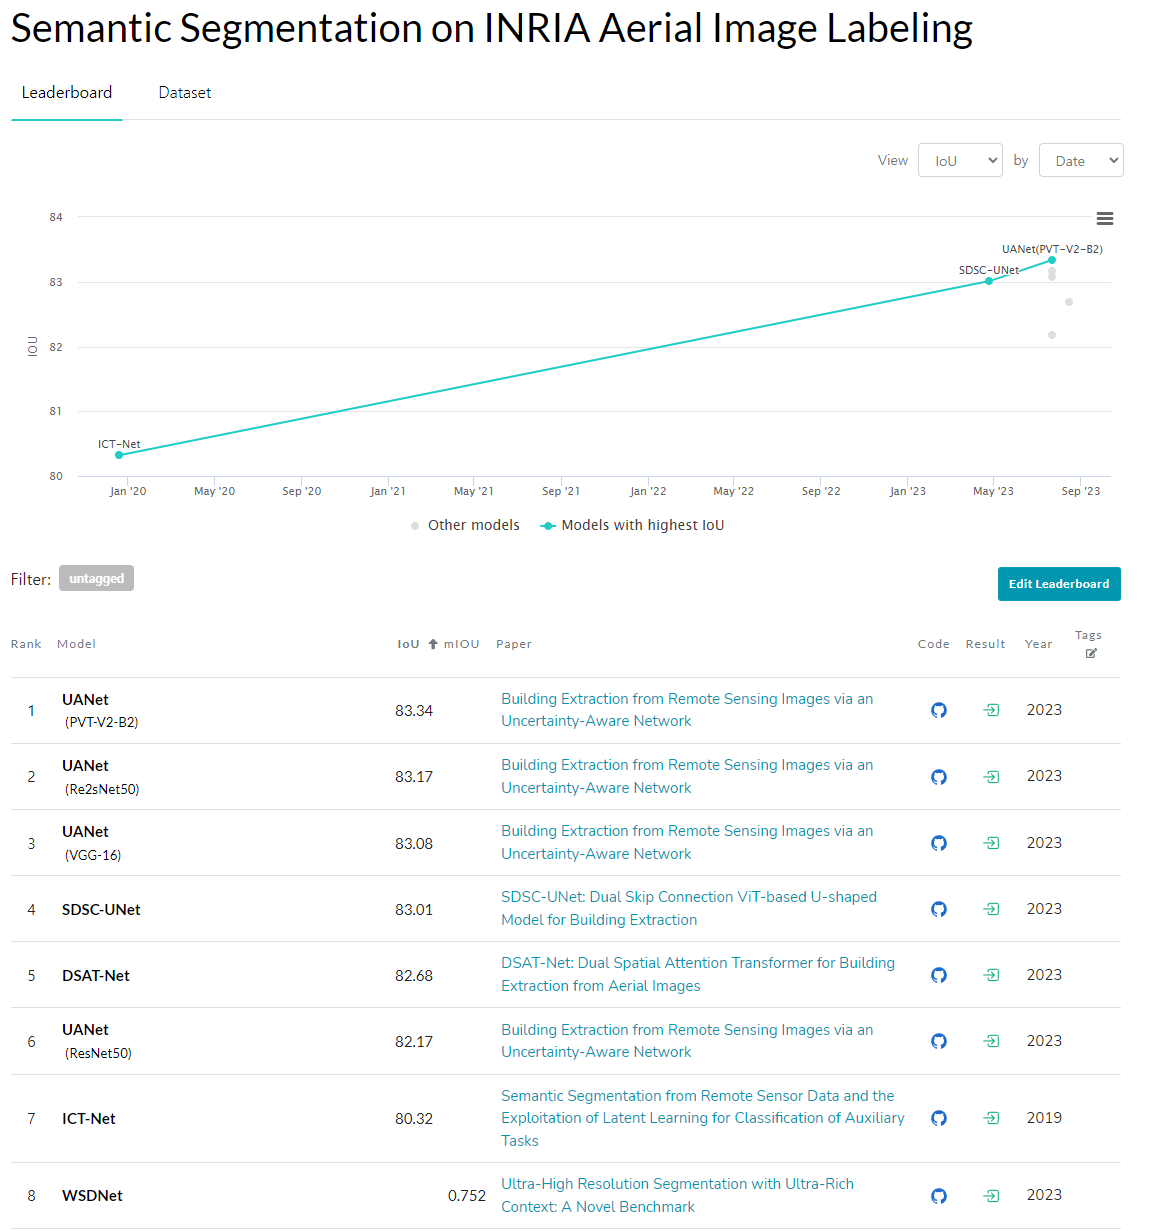 Semantic Segmentation on INRIA Aerial Image Labeling
Leaderboard Dataset
View IoU by Date
84
83
82
81
80
IOU
UANet(PVT-V2-B2)
SDSC-UNet
ICT-Net
Jan '20 May '20 Sep '20 Jan '21 May '21 Sep '21 Jan '22 May '22 Sep '22 Jan '23 May '23 Sep '23
Other models Models with highest IoU
Filter: untagged
Edit Leaderboard
Rank Model IoU mIOU Paper Code Result Year Tags
1 UANet (PVT-V2-B2) 83.34 Building Extraction from Remote Sensing Images via an
Uncertainty-Aware Network 2023
2 UANet (Re2sNet50) 83.17 Building Extraction from Remote Sensing Images via an
Uncertainty-Aware Network 2023
3 UANet (VGG-16) 83.08 Building Extraction from Remote Sensing Images via an
Uncertainty-Aware Network 2023
4 SDSC-UNet 83.01 SDSC-UNet: Dual Skip Connection ViT-based U-shaped
Model for Building Extraction 2023
5 DSAT-Net 82.68 DSAT-Net: Dual Spatial Attention Transformer for Building
Extraction from Aerial Images 2023
6 UANet (ResNet50) 82.17 Building Extraction from Remote Sensing Images via an
Uncertainty-Aware Network 2023
7 ICT-Net 80.32 Semantic Segmentation from Remote Sensor Data and the
Exploitation of Latent Learning for Classification of Auxiliary
Tasks 2019
8 WSDNet 0.752 Ultra-High Resolution Segmentation with Ultra-Rich
Context: A Novel Benchmark 2023